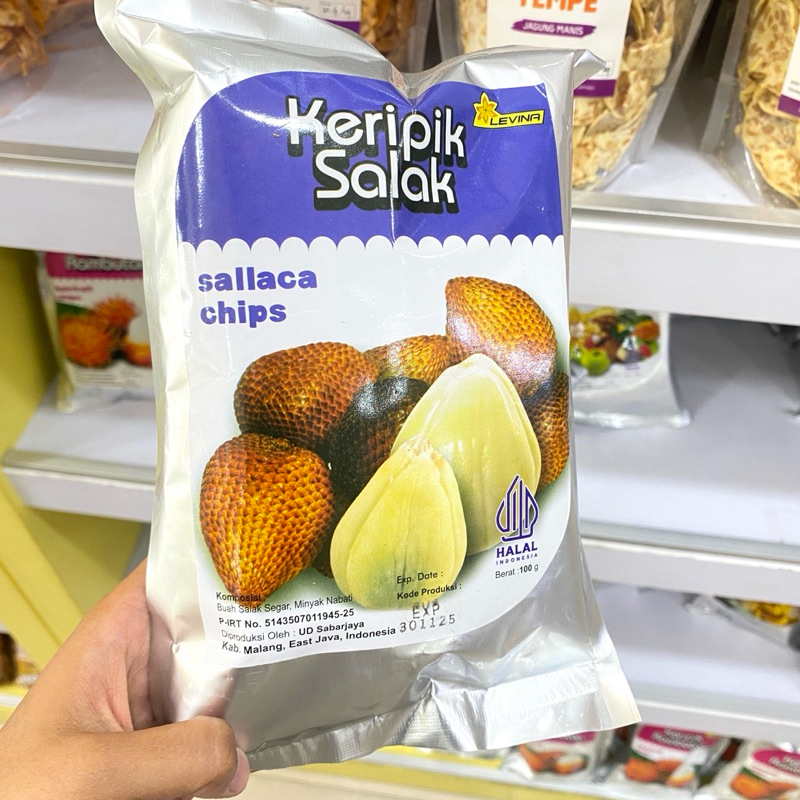 TEMPE
JAGUNG MANIS
LEVINA
Keripik
Salak
sallaca
chips
Rambutan
HALAL
INDONESIA
Berat :100 g
Exp. Date :
Kode Produksi :
EXP
301125
Komposisi :
Buah Salak Segar, Minyak Nabati
P-IRT No. 5143507011945-25
Diproduksi Oleh : UD Sabarjaya
Kab. Malang, East Java, Indonesia